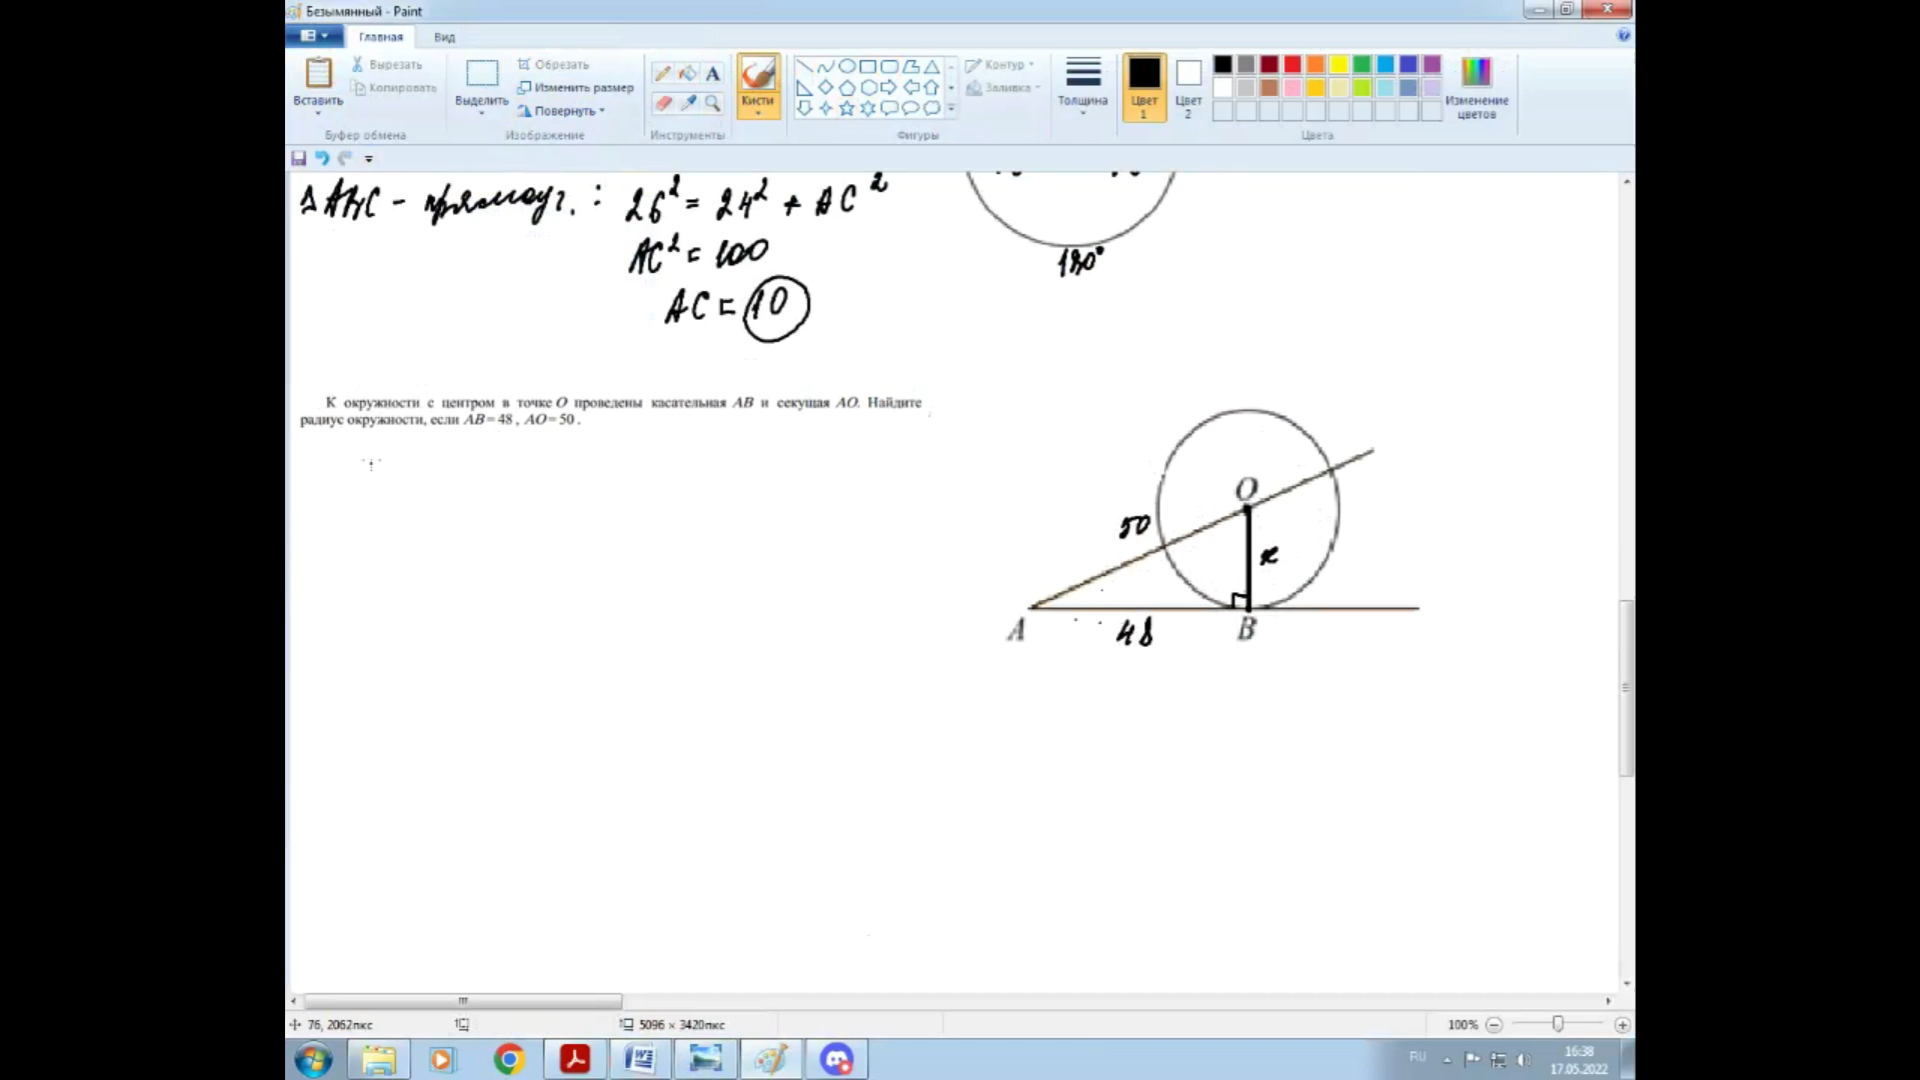 Безымянный - Paint
Главная Вид
Вставить
Вырезать
Копировать
Буфер обмена
Выделить
Обрезать
Изменить размер
Повернуть
Изображение
A
Инструменты
Кисти
Фигуры
Контур
Заливка
Толщина
Цвет 1
Цвет 2
Изменение цветов
Цвета
Δ ABC - прямоуг. : 26² = 24² + AC²
AC² = 100
AC = 10
180°
К окружности с центром в точке O проведены касательная AB и секущая AO. Найдите
радиус окружности, если AB=48, AO=50.
O
50
x
A
48
B
76, 2062пкс
5096 × 3420пкс
100%
RU
16:38
17.05.2022